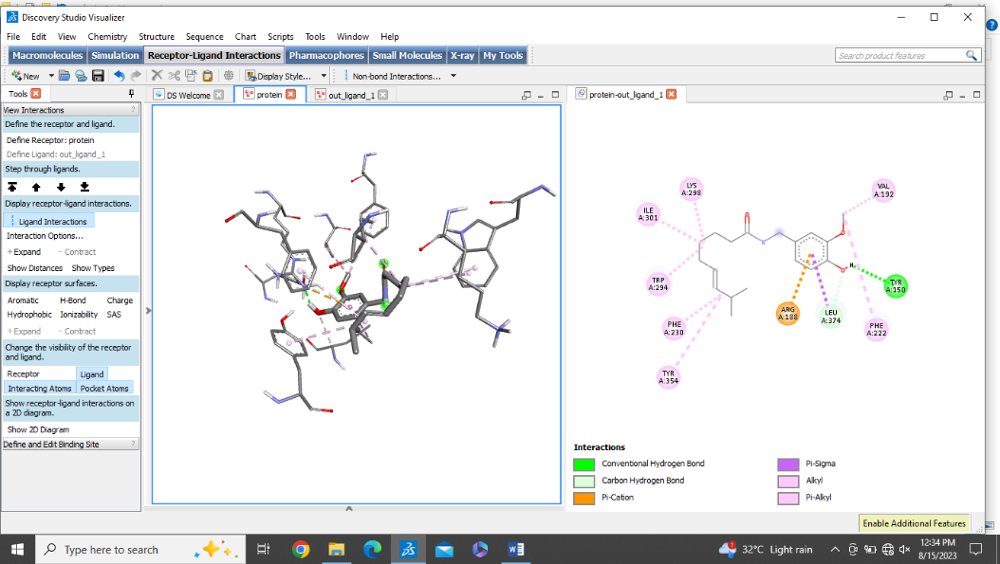 Discovery Studio Visualizer
File Edit View Chemistry Structure Sequence Chart Scripts Tools Window Help
Macromolecules Simulation Receptor-Ligand Interactions Pharmacophores Small Molecules X-ray My Tools
Search product features
New Display Style... Non-bond Interactions...
Tools
DS Welcome protein out_ligand_1
protein-out_ligand_1
View Interactions ?
Define the receptor and ligand.
Define Receptor: protein
Define Ligand: out_ligand_1
Step through ligands.
Display receptor-ligand interactions.
Ligand Interactions
Interaction Options...
+ Expand - Contract
Show Distances Show Types
Display receptor surfaces.
Aromatic H-Bond Charge
Hydrophobic Ionizability SAS
+ Expand - Contract
Change the visibility of the receptor
and ligand.
Receptor Ligand
Interacting Atoms Pocket Atoms
Show receptor-ligand interactions on
a 2D diagram.
Show 2D Diagram
Define and Edit Binding Site ?
LYS
A:298
VAL
A:192
ILE
A:301
O
N
O
O
H
TRP
A:294
TYR
A:150
ARG
A:188
LEU
A:374
PHE
A:230
PHE
A:222
TYR
A:354
Interactions
Conventional Hydrogen Bond
Carbon Hydrogen Bond
Pi-Cation
Pi-Sigma
Alkyl
Pi-Alkyl
Enable Additional Features
Type here to search
32°C Light rain
12:34 PM
8/15/2023